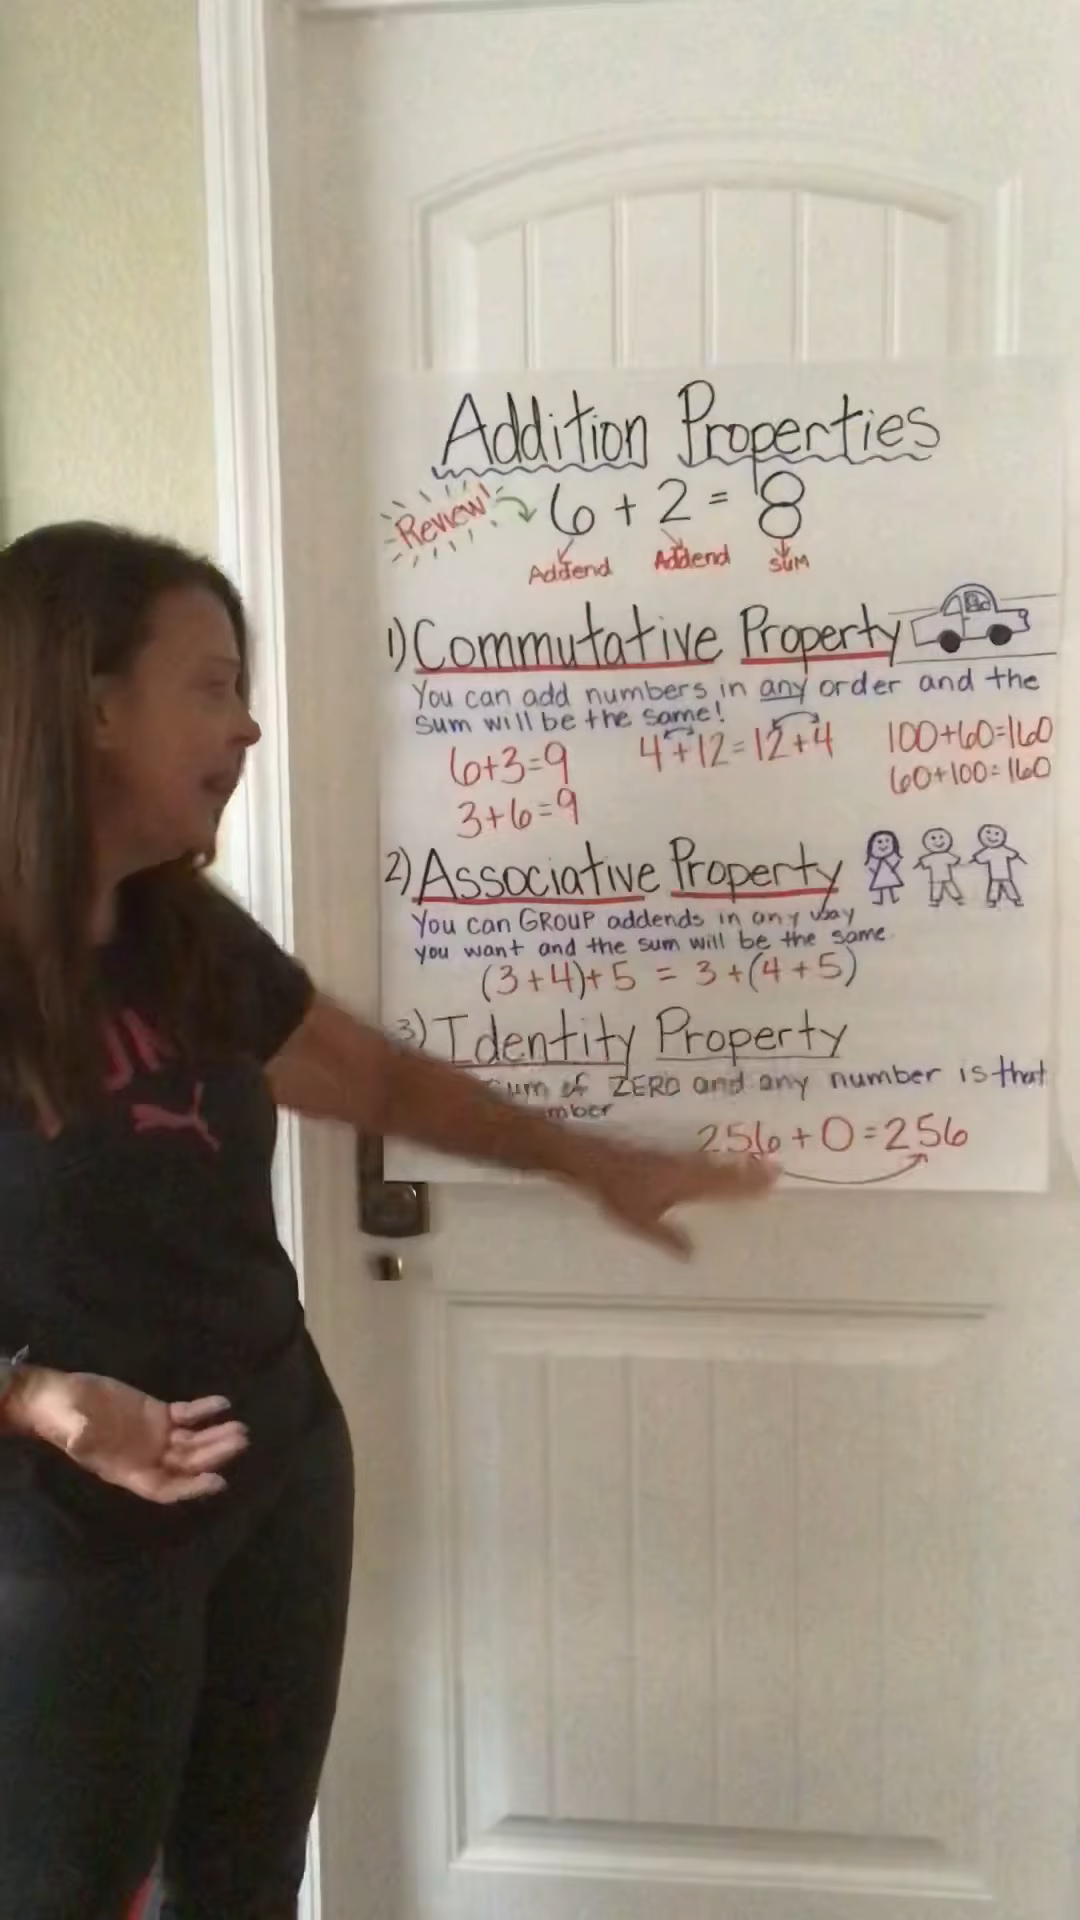 Addition Properties
Review! 6 + 2 = 8
Addend Addend sum
1) Commutative Property
You can add numbers in any order and the
sum will be the same!
6+3=9 4+12=12+4 100+60=160
3+6=9 60+100=160
2) Associative Property
You can GROUP addends in any way
you want and the sum will be the same
(3+4)+5 = 3+(4+5)
3) Identity Property
sum of ZERO and any number is that
256+0=256